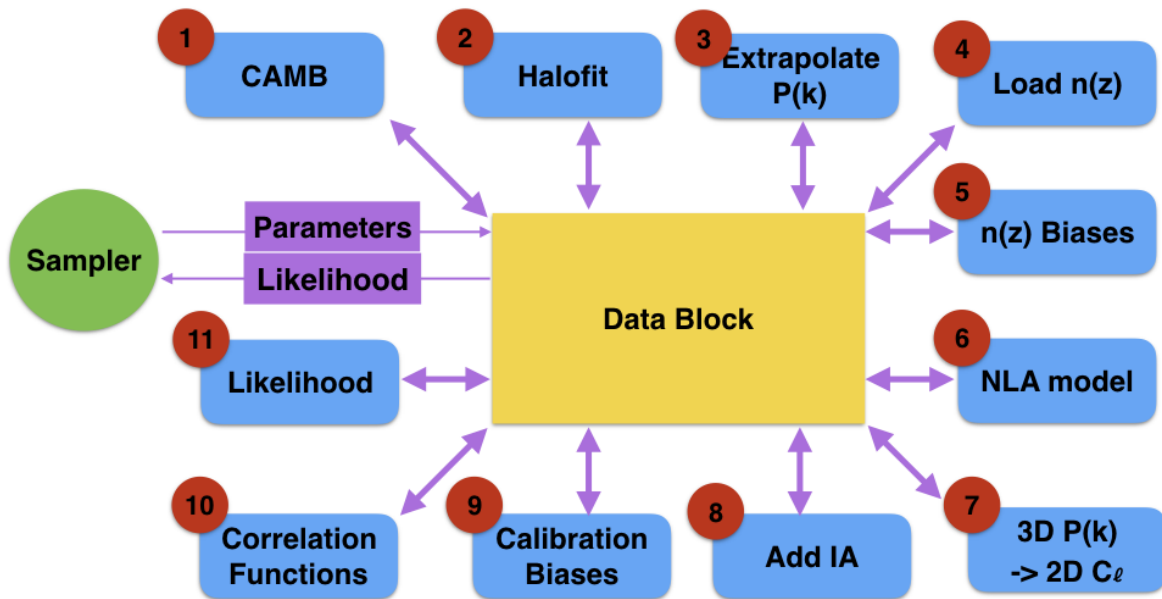 1
CAMB
2
Halofit
3
Extrapolate
P(k)
4
Load n(z)
5
n(z) Biases
Sampler
Parameters
Likelihood
Data Block
6
NLA model
11
Likelihood
10
Correlation
Functions
9
Calibration
Biases
8
Add IA
7
3D P(k)
-> 2D Cℓ